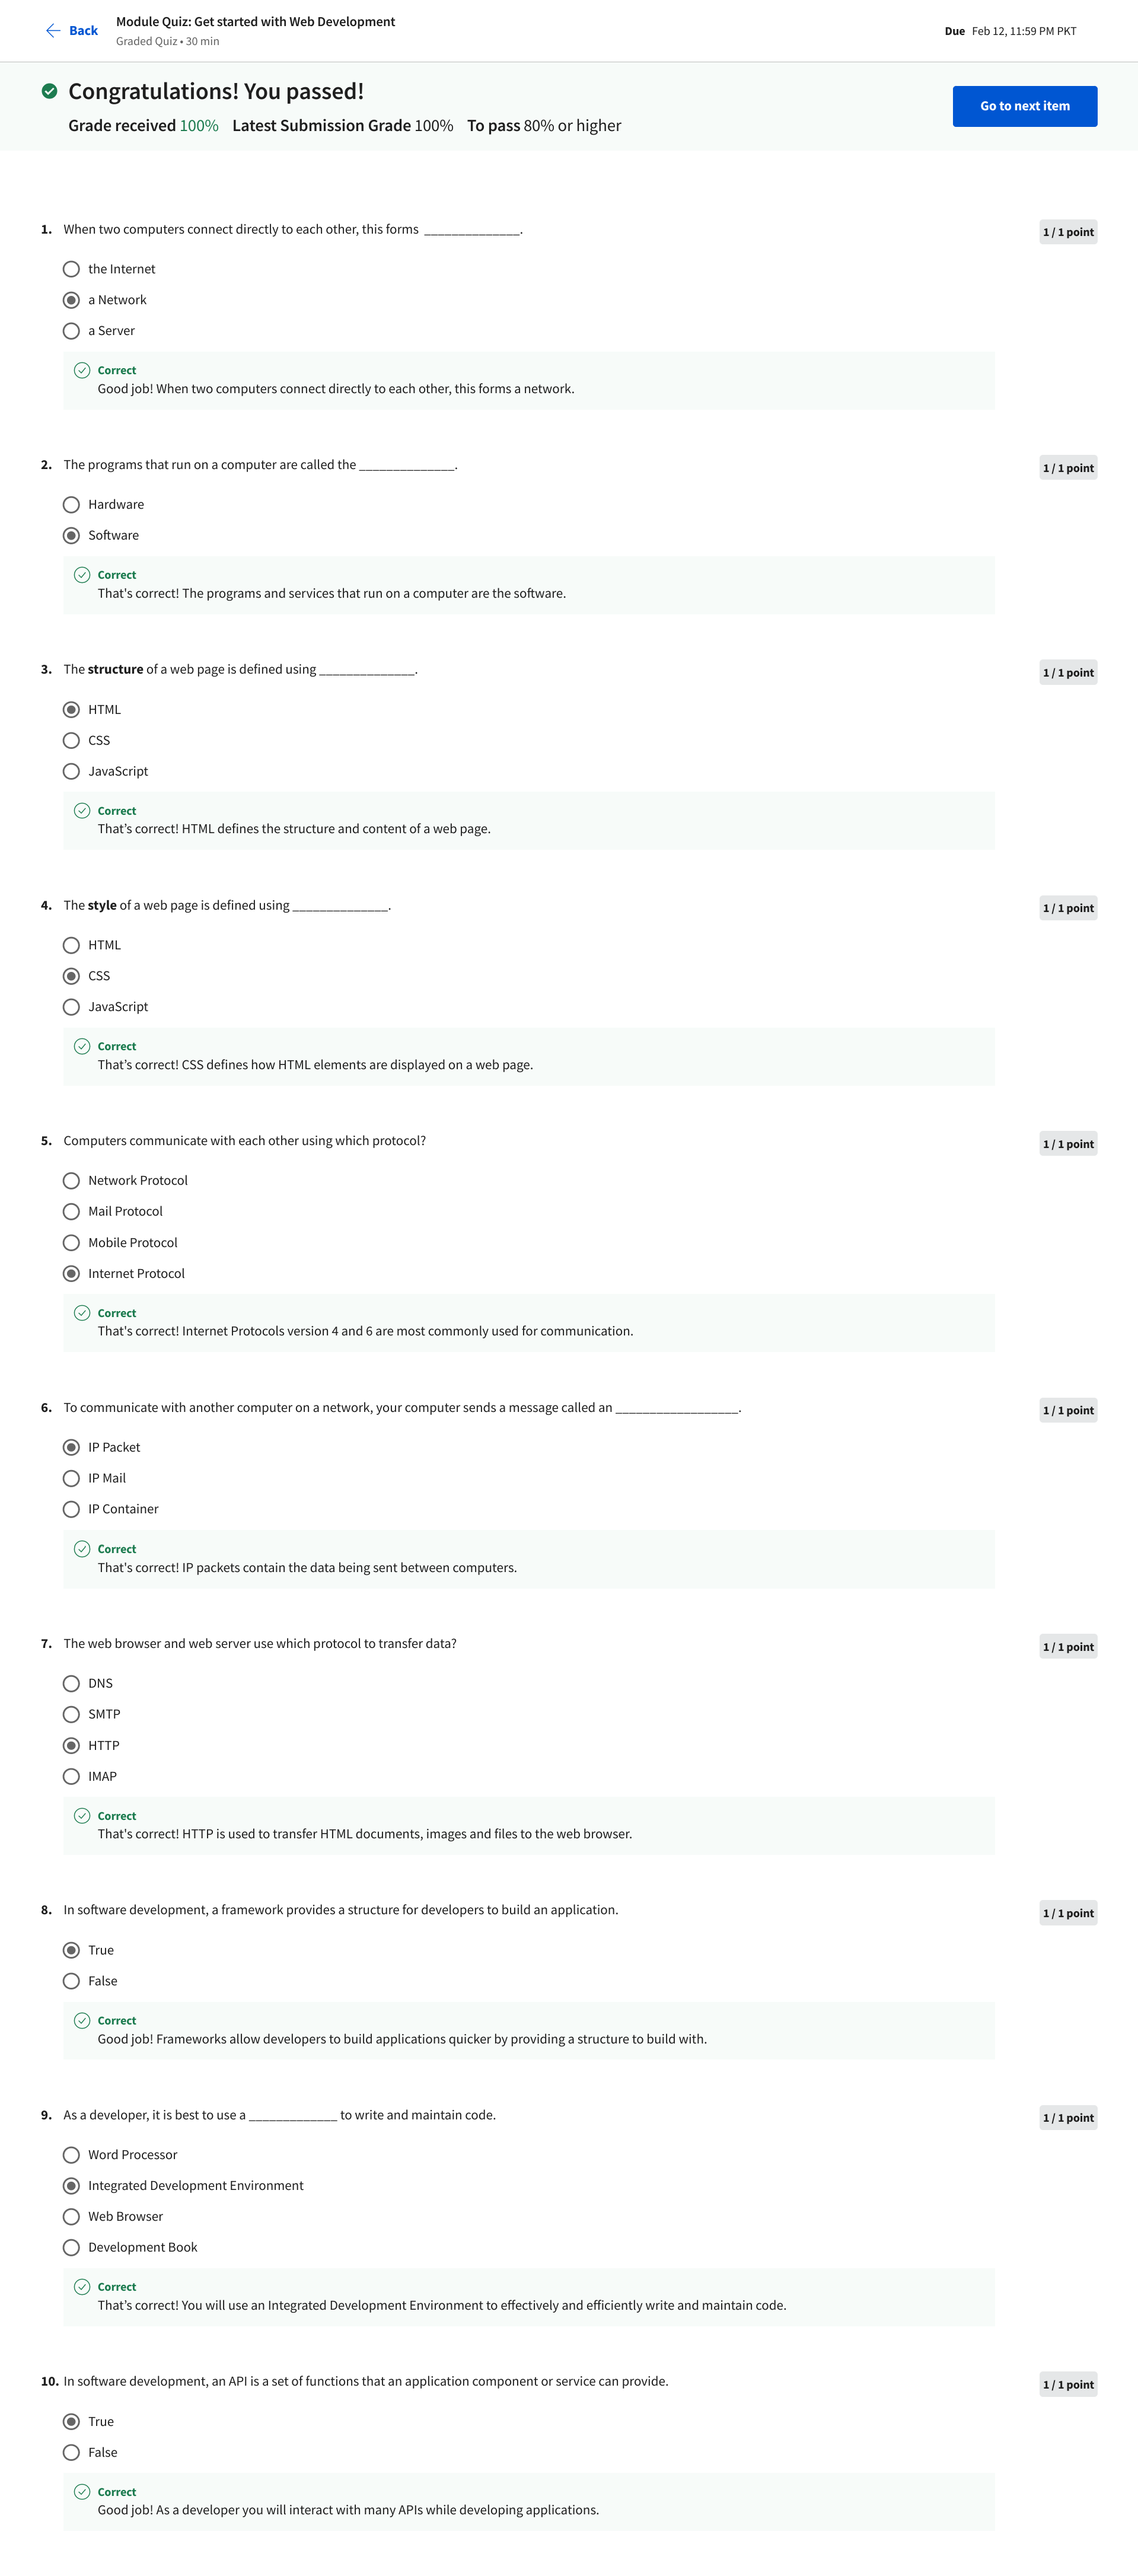 Back
Module Quiz: Get started with Web Development
Graded Quiz • 30 min
Due Feb 12, 11:59 PM PKT
Congratulations! You passed!
Grade received 100% Latest Submission Grade 100% To pass 80% or higher
Go to next item
1. When two computers connect directly to each other, this forms ______________.
1 / 1 point
the Internet
a Network
a Server
Correct
Good job! When two computers connect directly to each other, this forms a network.
2. The programs that run on a computer are called the ______________.
1 / 1 point
Hardware
Software
Correct
That's correct! The programs and services that run on a computer are the software.
3. The structure of a web page is defined using ______________.
1 / 1 point
HTML
CSS
JavaScript
Correct
That’s correct! HTML defines the structure and content of a web page.
4. The style of a web page is defined using ______________.
1 / 1 point
HTML
CSS
JavaScript
Correct
That’s correct! CSS defines how HTML elements are displayed on a web page.
5. Computers communicate with each other using which protocol?
1 / 1 point
Network Protocol
Mail Protocol
Mobile Protocol
Internet Protocol
Correct
That's correct! Internet Protocols version 4 and 6 are most commonly used for communication.
6. To communicate with another computer on a network, your computer sends a message called an __________________.
1 / 1 point
IP Packet
IP Mail
IP Container
Correct
That's correct! IP packets contain the data being sent between computers.
7. The web browser and web server use which protocol to transfer data?
1 / 1 point
DNS
SMTP
HTTP
IMAP
Correct
That's correct! HTTP is used to transfer HTML documents, images and files to the web browser.
8. In software development, a framework provides a structure for developers to build an application.
1 / 1 point
True
False
Correct
Good job! Frameworks allow developers to build applications quicker by providing a structure to build with.
9. As a developer, it is best to use a _____________ to write and maintain code.
1 / 1 point
Word Processor
Integrated Development Environment
Web Browser
Development Book
Correct
That’s correct! You will use an Integrated Development Environment to effectively and efficiently write and maintain code.
10. In software development, an API is a set of functions that an application component or service can provide.
1 / 1 point
True
False
Correct
Good job! As a developer you will interact with many APIs while developing applications.